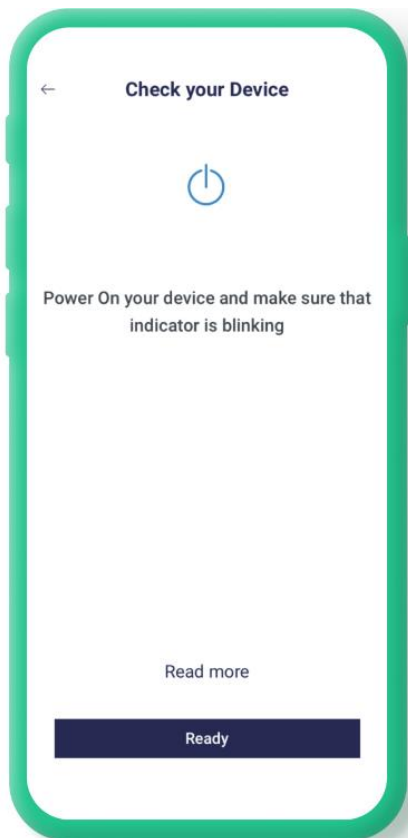 Check your Device
Power On your device and make sure that
indicator is blinking
Read more
Ready